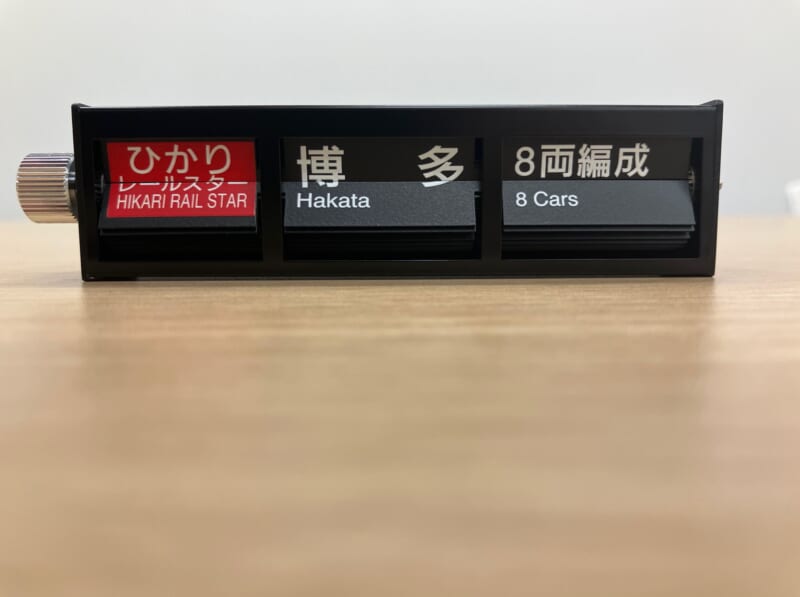 ひかり
レールスター
HIKARI RAIL STAR
博多
Hakata
8両編成
8 Cars